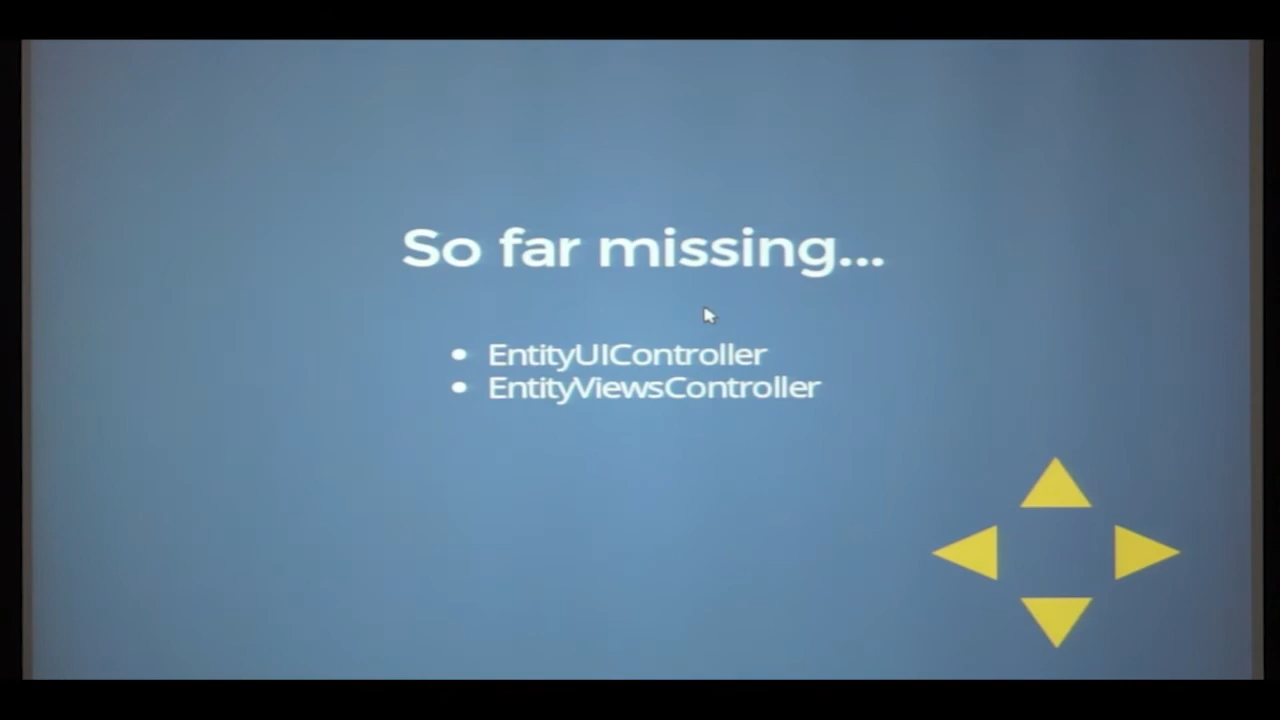 So far missing...
• EntityUIController
• EntityViewsController